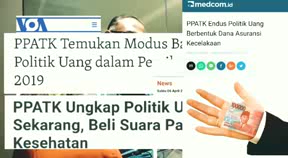 VOA
PPATK Temukan Modus Ba
Politik Uang dalam Pe
2019
medcom.id
PPATK Endus Politik Uang
Berbentuk Dana Asuransi
Kecelakaan
News
PPATK Ungkap Politik U
Sekarang, Beli Suara Pa
Kesehatan